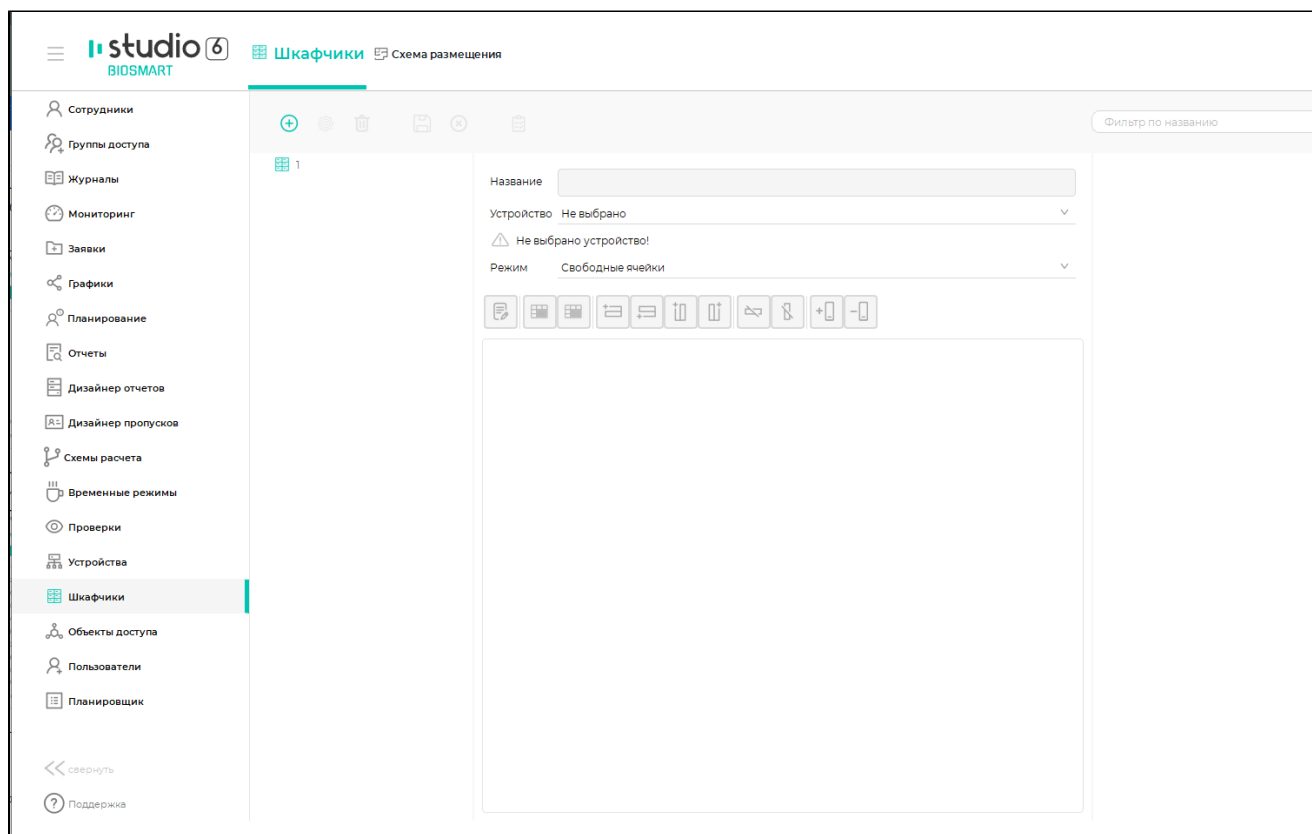 studio 6
BIOSMART
Шкафчики
Схема размещения
Сотрудники
Группы доступа
Журналы
Мониторинг
Заявки
Графики
Планирование
Отчеты
Дизайнер отчетов
Дизайнер пропусков
Схемы расчета
Временные режимы
Проверки
Устройства
Шкафчики
Объекты доступа
Пользователи
Планировщик
свернуть
Поддержка
Фильтр по названию
1
Название
Устройство Не выбрано
Не выбрано устройство!
Режим Свободные ячейки